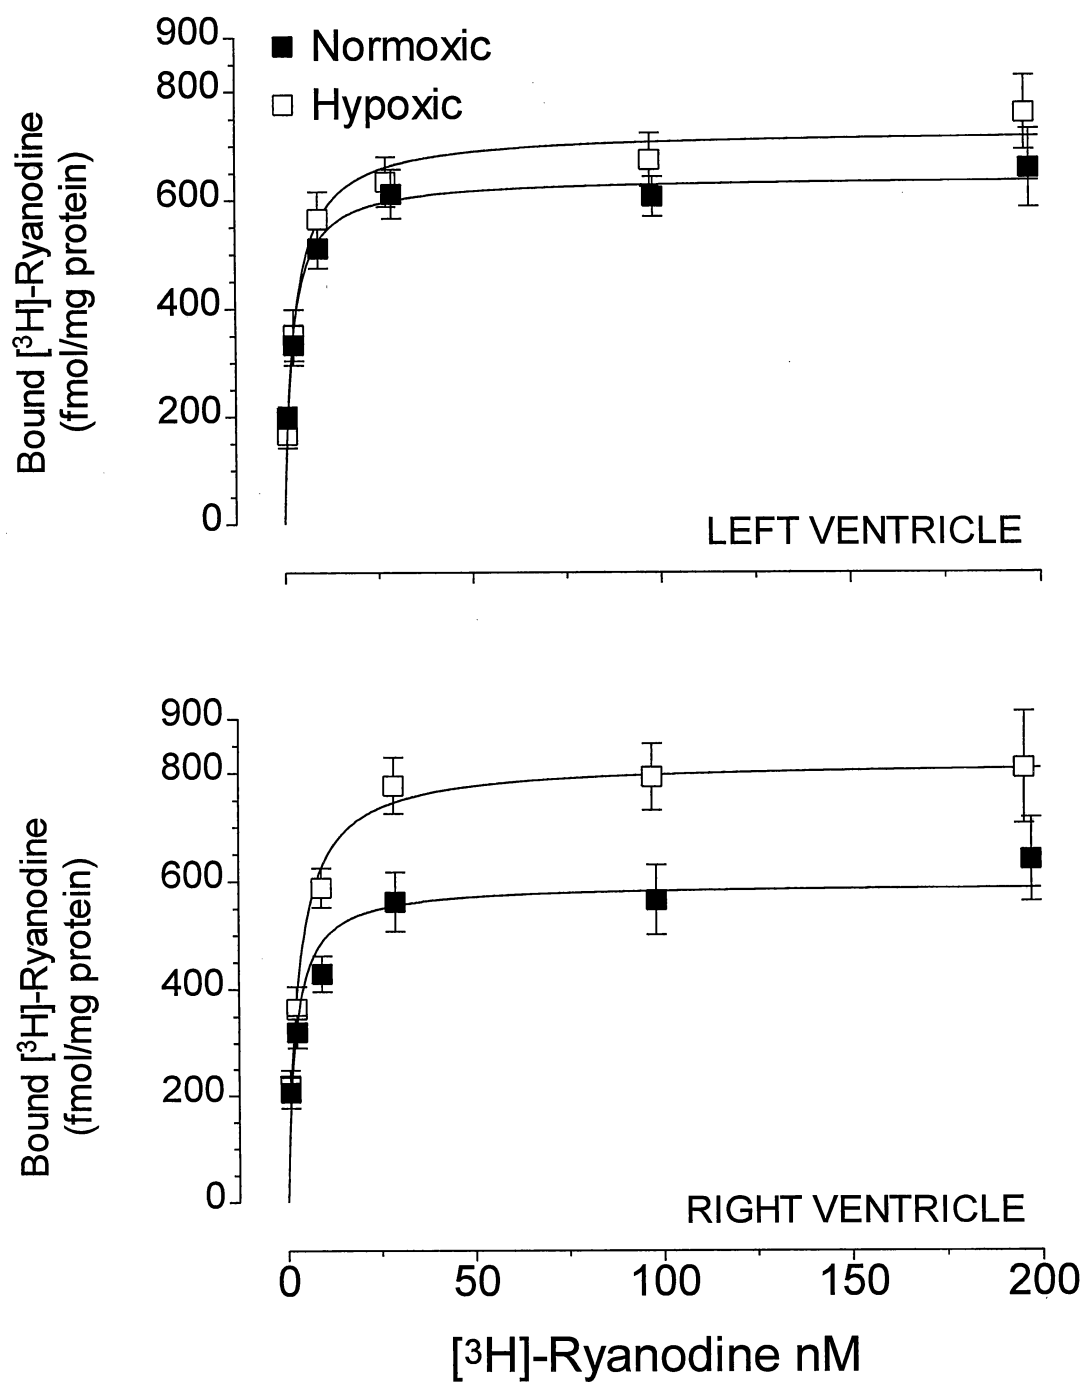 900
800
600
400
200
0
Normoxic
Hypoxic
Bound [³H]-Ryanodine
(fmol/mg protein)
LEFT VENTRICLE
900
800
600
400
200
0
Bound [³H]-Ryanodine
(fmol/mg protein)
RIGHT VENTRICLE
0 50 100 150 200
[³H]-Ryanodine nM